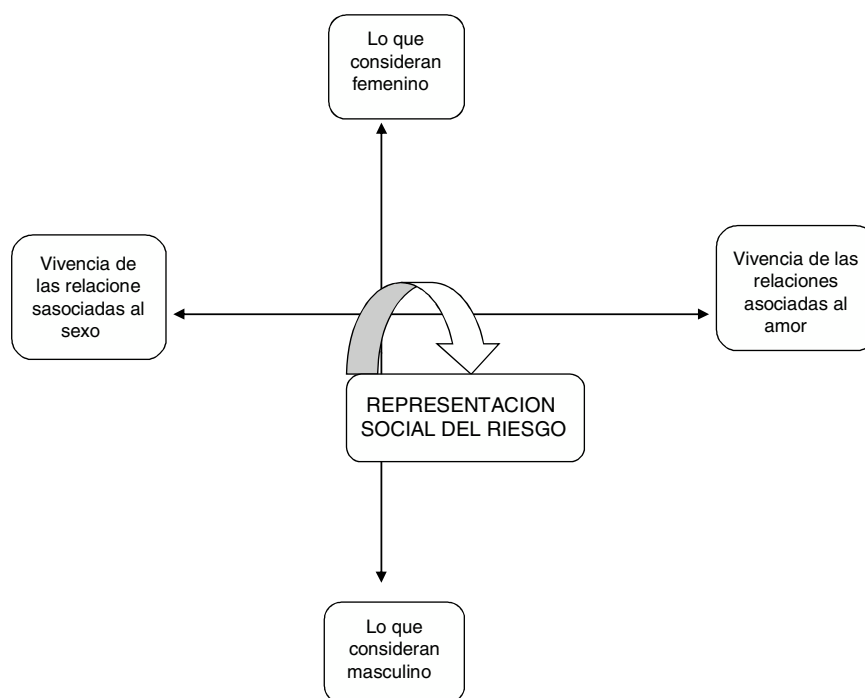 Lo que
consideran
femenino
Vivencia de
las relacione
sasociadas al
sexo
Vivencia de las
relaciones
asociadas al
amor
REPRESENTACION
SOCIAL DEL RIESGO
Lo que
consideran
masculino